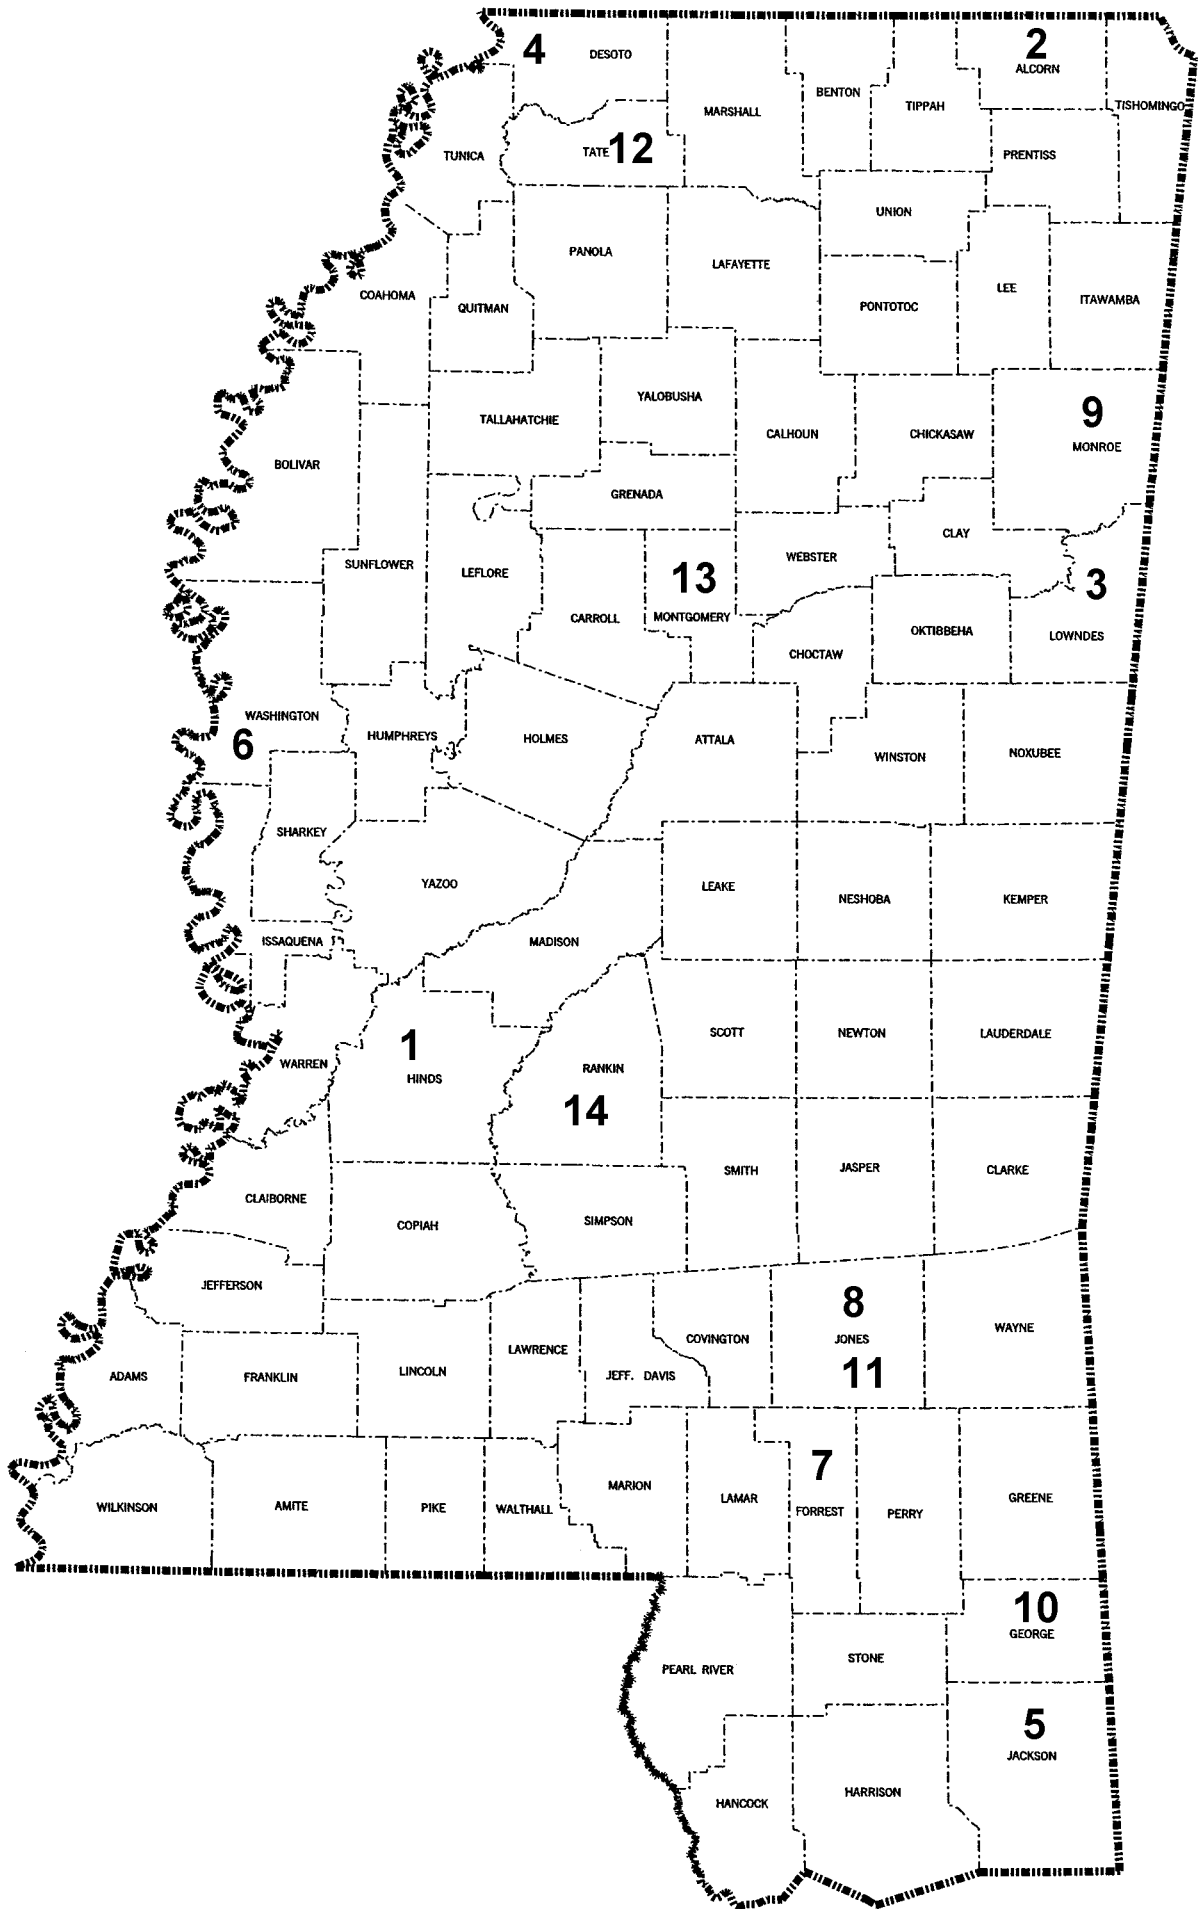 4 DESOTO
2
ALCORN
MARSHALL
BENTON
TIPPAH
TISHOMINGO
TUNICA
TATE 12
PRENTISS
UNION
PANOLA
LAFAYETTE
COAHOMA
QUITMAN
PONTOTOC
LEE
ITAWAMBA
TALLAHATCHIE
YALOBUSHA
CALHOUN
CHICKASAW
9
MONROE
BOLIVAR
GRENADA
CLAY
SUNFLOWER
LEFLORE
CARROLL
13
MONTGOMERY
WEBSTER
3
LOWNDES
OKTIBBEHA
CHOCTAW
WASHINGTON
6
HUMPHREYS
HOLMES
ATTALA
WINSTON
NOXUBEE
SHARKEY
YAZOO
LEAKE
NESHOBA
KEMPER
ISSAQUENA
MADISON
WARREN
1
HINDS
RANKIN
14
SCOTT
NEWTON
LAUDERDALE
SMITH
JASPER
CLARKE
CLAIBORNE
COPIAH
SIMPSON
JEFFERSON
8
JONES
11
WAYNE
COVINGTON
LAWRENCE
JEFF. DAVIS
LINCOLN
FRANKLIN
ADAMS
WILKINSON
AMITE
PIKE
WALTHALL
MARION
LAMAR
7
FORREST
PERRY
GREENE
10
GEORGE
STONE
PEARL RIVER
5
JACKSON
HARRISON
HANCOCK